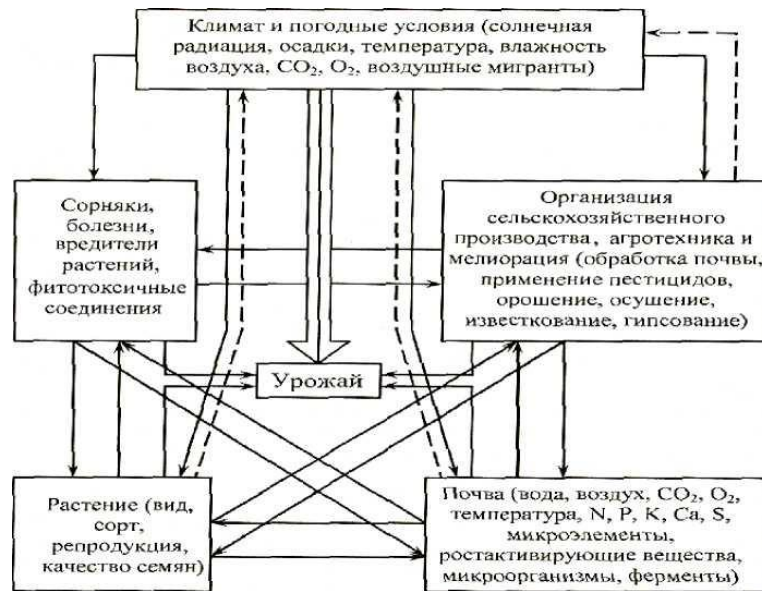 Климат и погодные условия (солнечная
радиация, осадки, температура, влажность
воздуха, CO₂, O₂, воздушные мигранты)
Сорняки,
болезни,
вредители
растений,
фитотоксичные
соединения
Организация
сельскохозяйственного
производства, агротехника и
мелиорация (обработка почвы,
применение пестицидов,
орошение, осушение,
известкование, гипсование)
Урожай
Растение (вид,
сорт,
репродукция,
качество семян)
Почва (вода, воздух, CO₂, O₂,
температура, N, P, K, Ca, S,
микроэлементы,
ростактивирующие вещества,
микроорганизмы, ферменты)